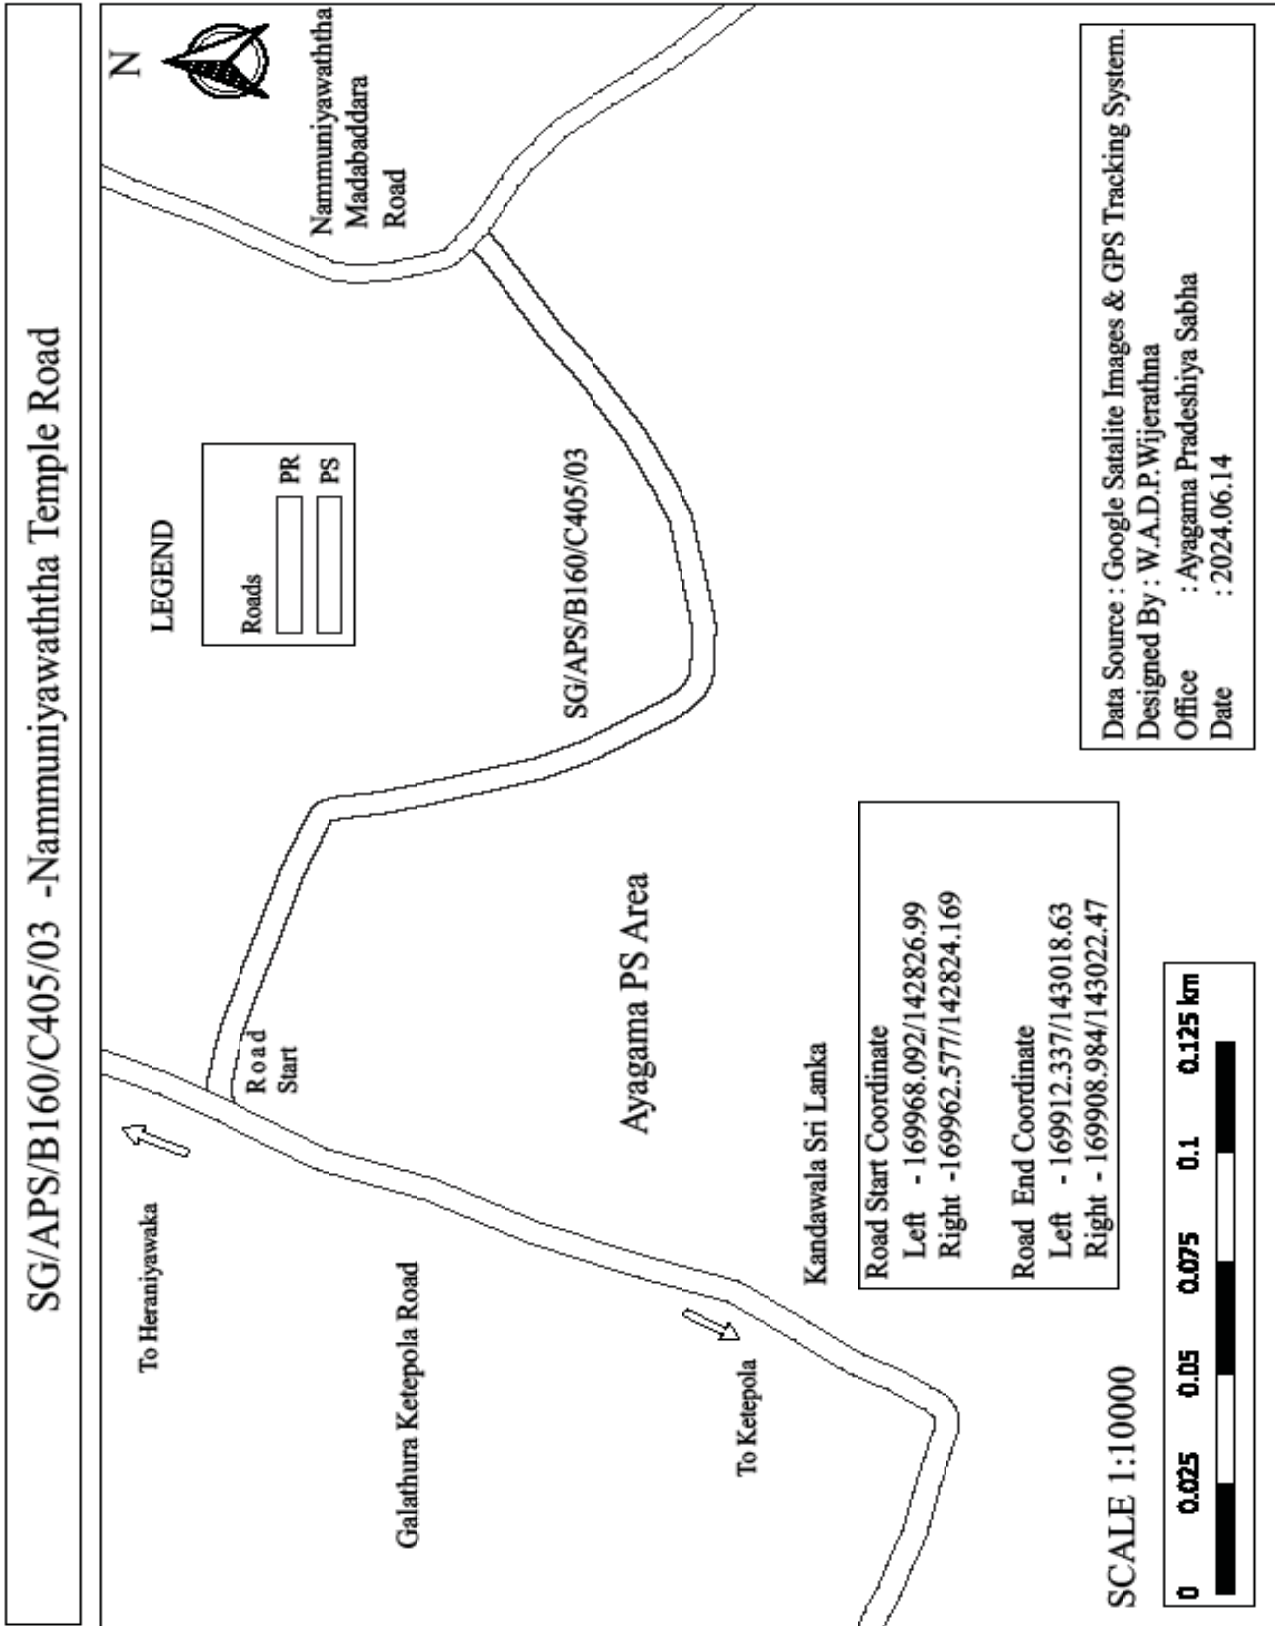 SG/APS/B160/C405/03 -Nammuniyawaththa Temple Road
N
Nammuniyawaththa
Madabaddara
Road
LEGEND
Roads
PR
PS
SG/APS/B160/C405/03
Road
Start
To Heraniyawaka
Galathura Ketepola Road
To Ketepola
Ayagama PS Area
Kandawala Sri Lanka
Road Start Coordinate
Left - 169968.092/142826.99
Right -169962.577/142824.169
Road End Coordinate
Left - 169912.337/143018.63
Right - 169908.984/143022.47
SCALE 1:10000
0 0.025 0.05 0.075 0.1 0.125 km
Data Source : Google Satalite Images & GPS Tracking System.
Designed By : W.A.D.P.Wijerathna
Office : Ayagama Pradeshiya Sabha
Date : 2024.06.14